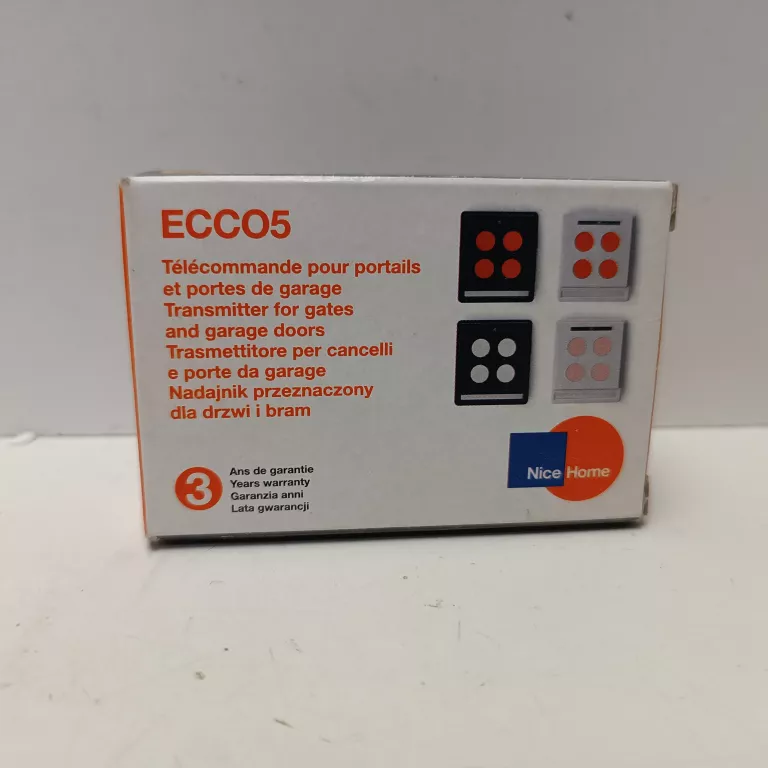 ECCO5
Télécommande pour portails
et portes de garage
Transmitter for gates
and garage doors
Trasmettitore per cancelli
e porte da garage
Nadajnik przeznaczony
dla drzwi i bram
3
Ans de garantie
Years warranty
Garanzia anni
Lata gwarancji
Nice Home